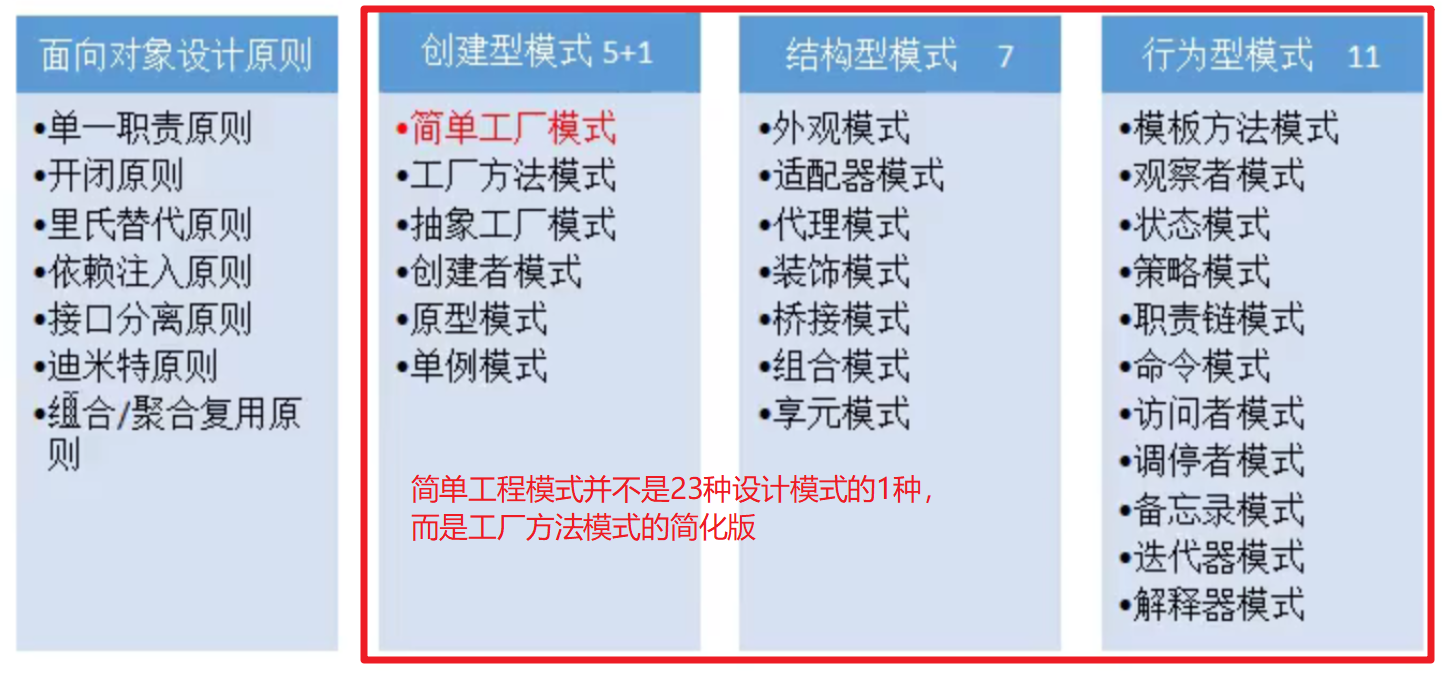 面向对象设计原则
•单一职责原则
•开闭原则
•里氏替代原则
•依赖注入原则
•接口分离原则
•迪米特原则
•组合/聚合复用原
则
创建型模式 5+1
•简单工厂模式
•工厂方法模式
•抽象工厂模式
•创建者模式
•原型模式
•单例模式
简单工程模式并不是23种设计模式的1种，
而是工厂方法模式的简化版
结构型模式 7
•外观模式
•适配器模式
•代理模式
•装饰模式
•桥接模式
•组合模式
•享元模式
行为型模式 11
•模板方法模式
•观察者模式
•状态模式
•策略模式
•职责链模式
•命令模式
•访问者模式
•调停者模式
•备忘录模式
•迭代器模式
•解释器模式